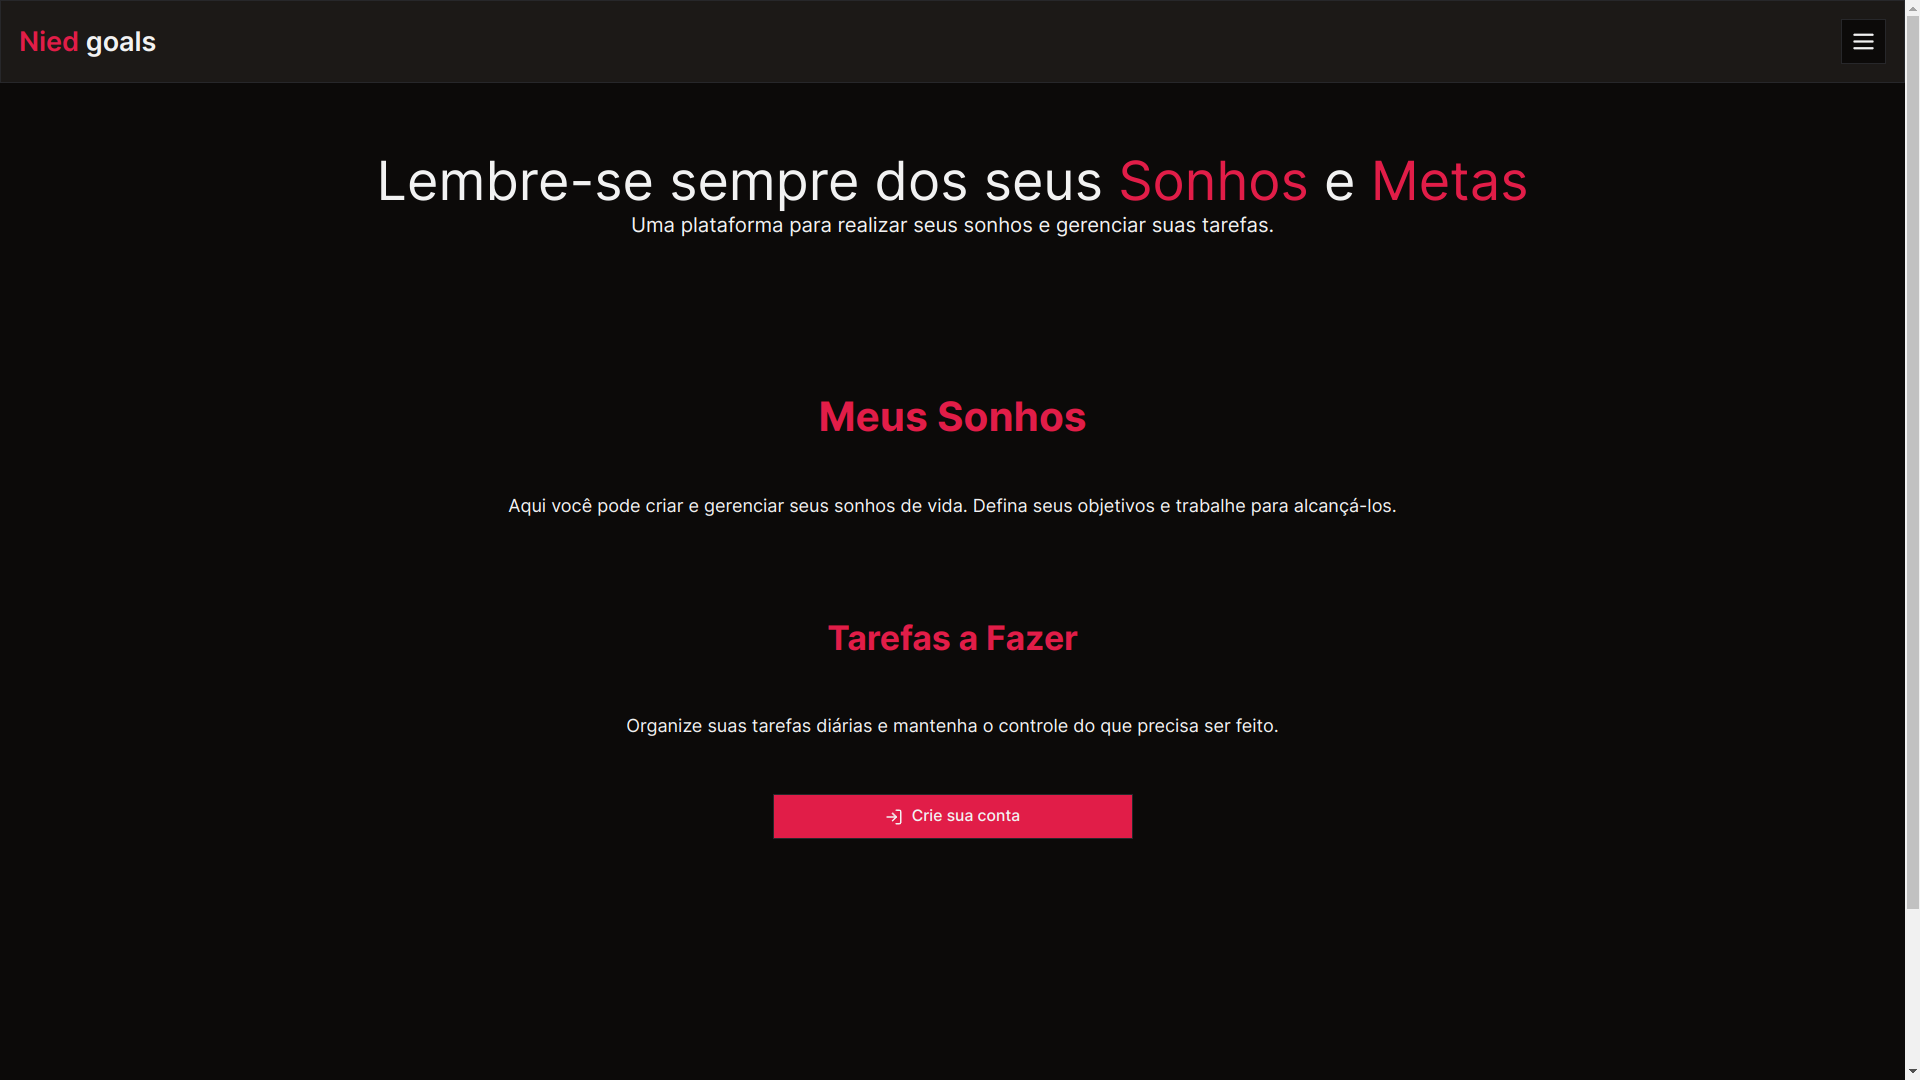 Nied goals
Lembre-se sempre dos seus Sonhos e Metas
Uma plataforma para realizar seus sonhos e gerenciar suas tarefas.
Meus Sonhos
Aqui você pode criar e gerenciar seus sonhos de vida. Defina seus objetivos e trabalhe para alcançá-los.
Tarefas a Fazer
Organize suas tarefas diárias e mantenha o controle do que precisa ser feito.
Crie sua conta